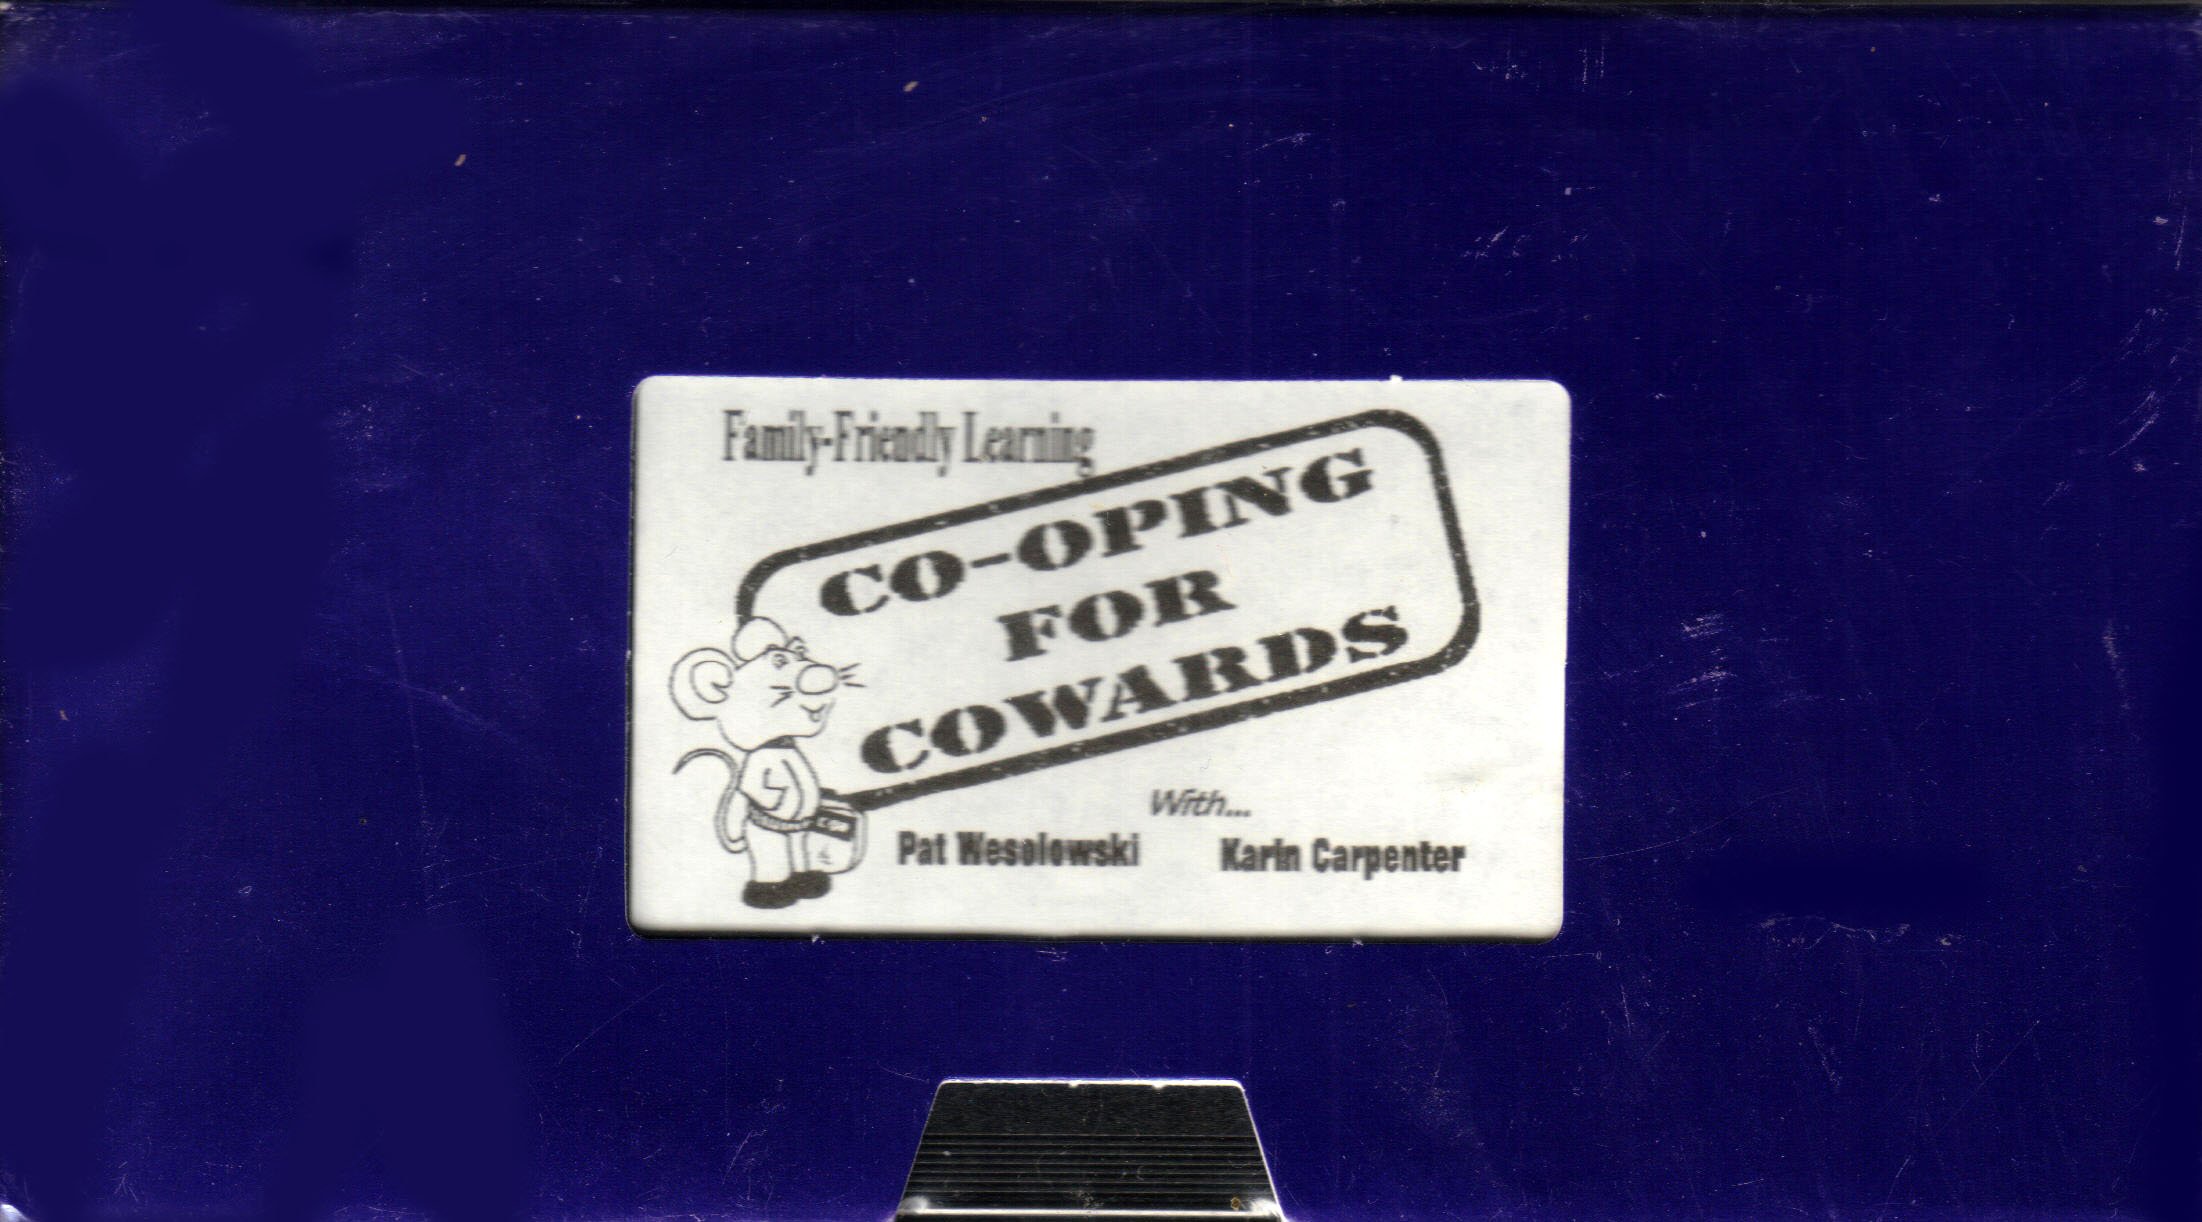 Family-Friendly Learning
CO-OPING
FOR
COWARDS
With...
Pat Wesolowski
Karin Carpenter